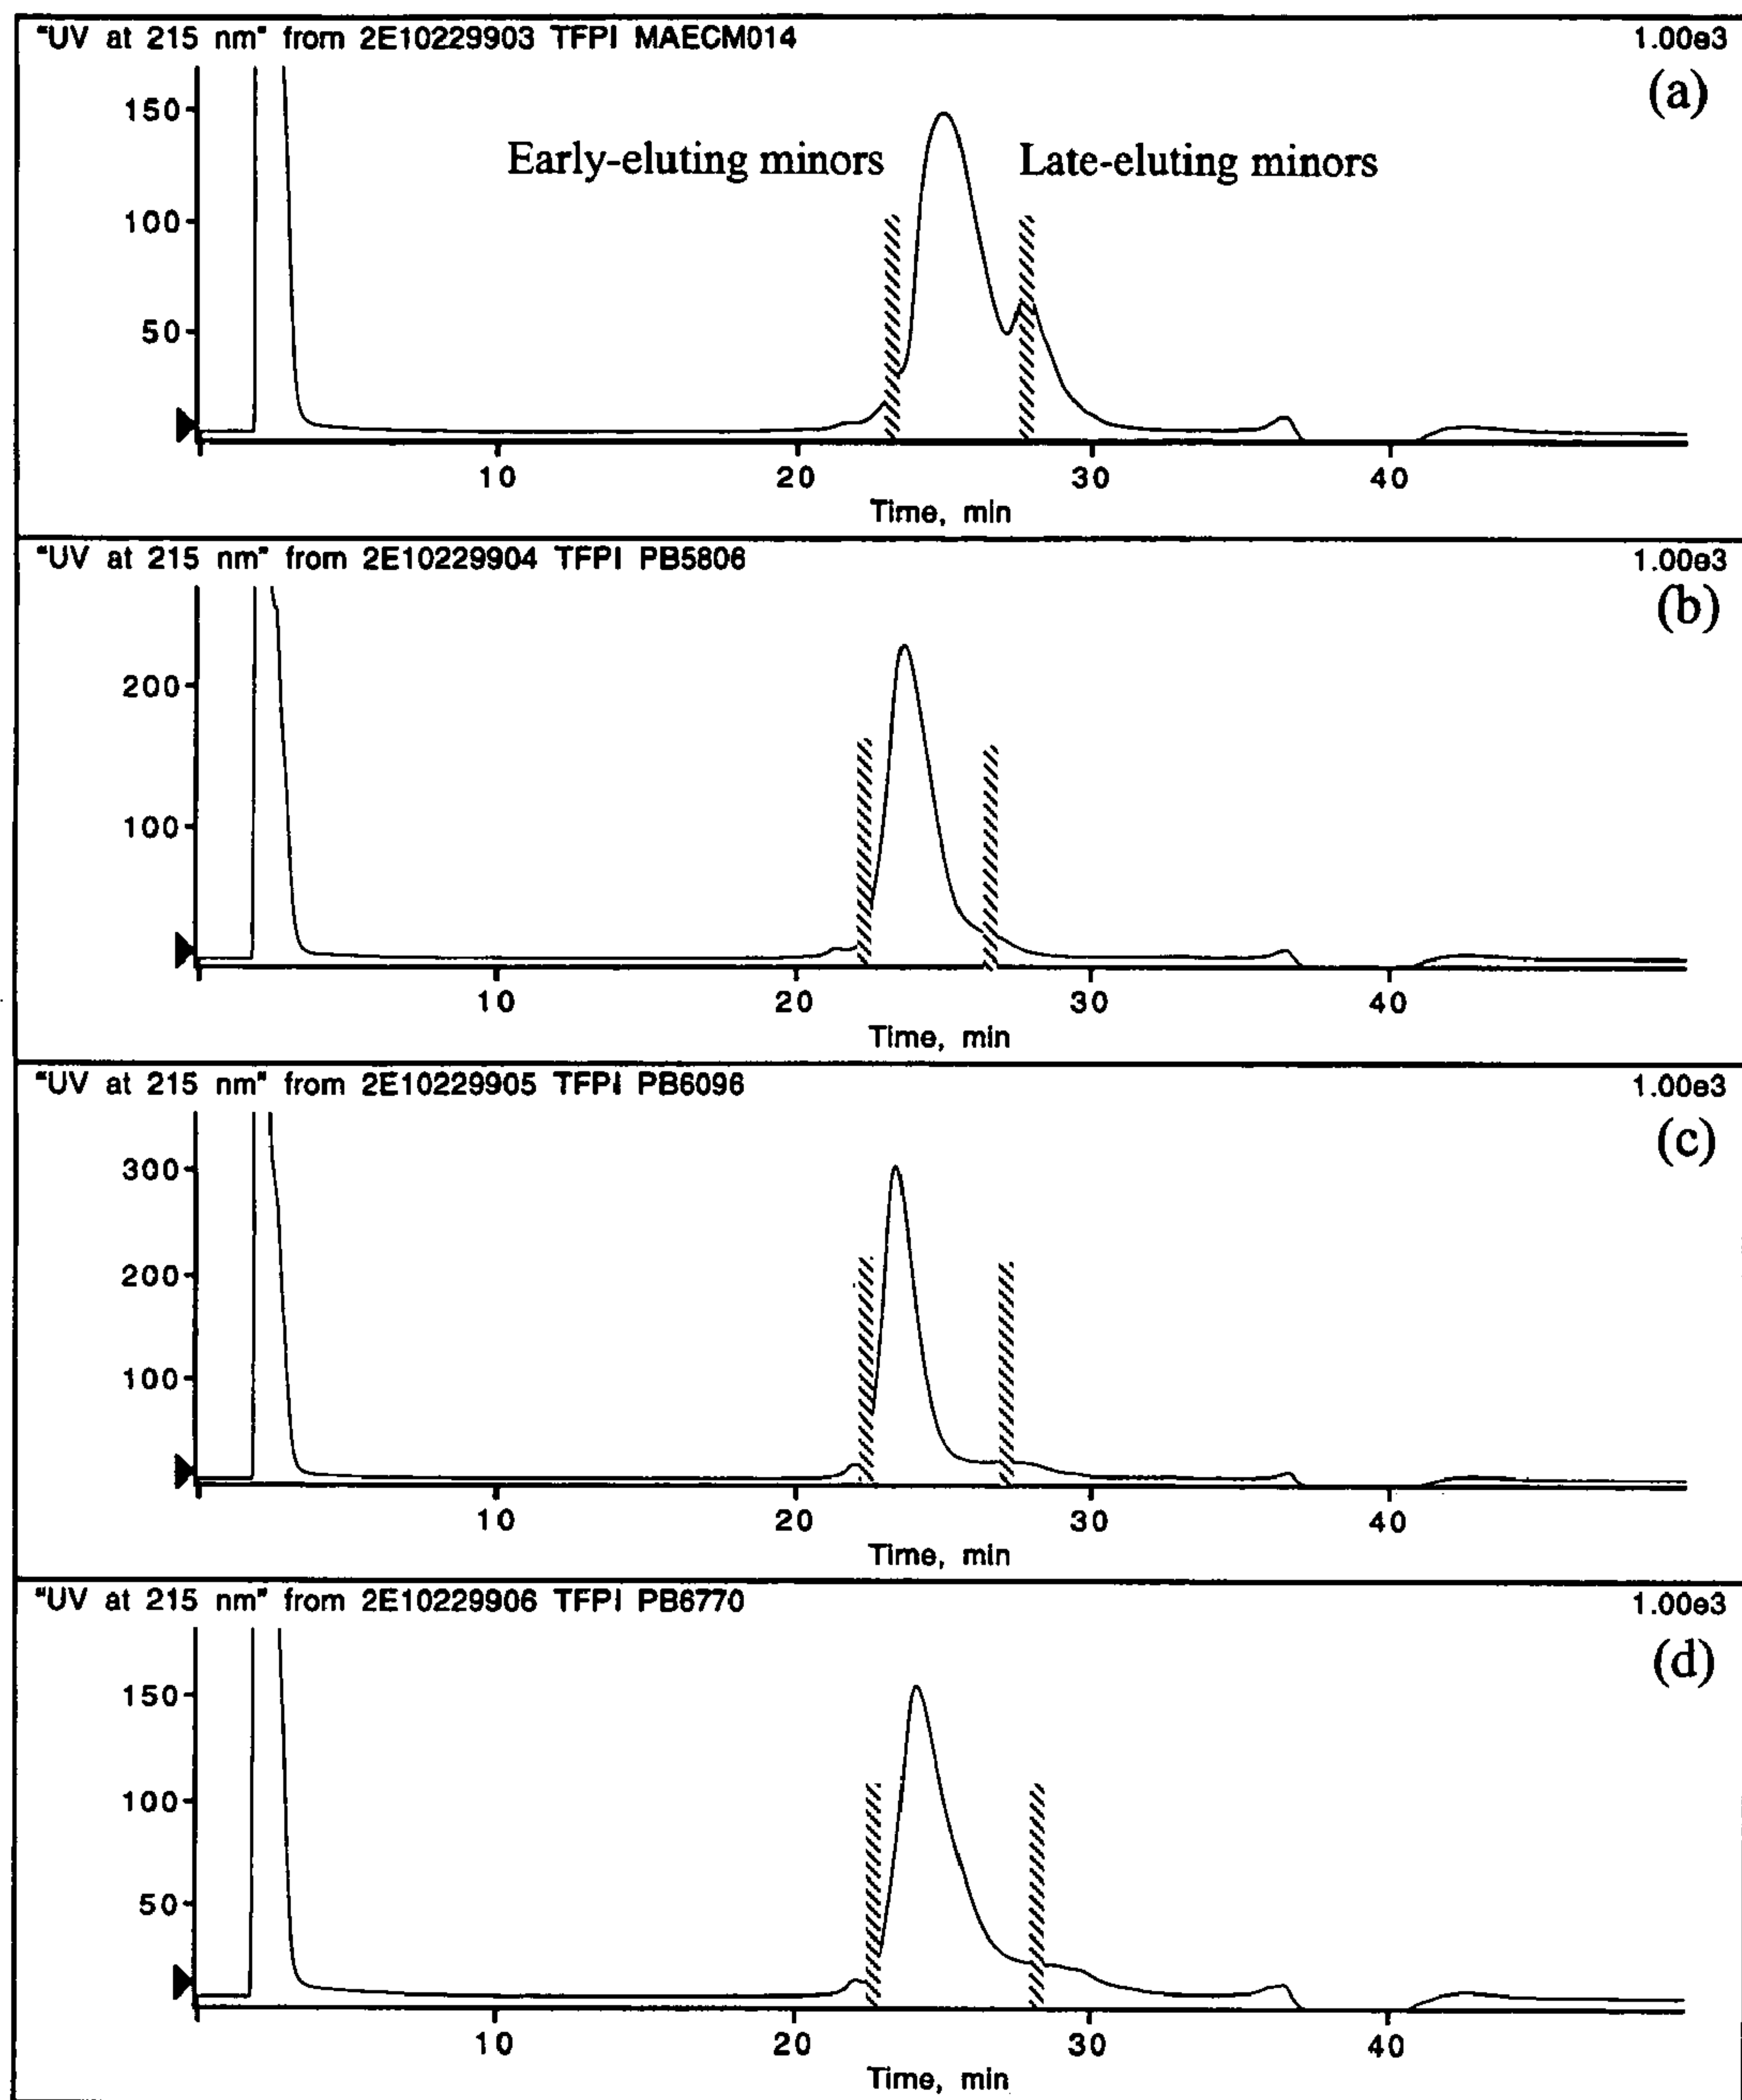 "UV at 215 nm" from 2E10229903 TFPI MAECM014 1.00e3
(a)
150
Early-eluting minors Late-eluting minors
100
50
10 20 30 40
Time, min
"UV at 215 nm" from 2E10229904 TFPI PB5806 1.00e3
(b)
200
100
10 20 30 40
Time, min
"UV at 215 nm" from 2E10229905 TFPI PB6096 1.00e3
(c)
300
200
100
10 20 30 40
Time, min
"UV at 215 nm" from 2E10229906 TFPI PB6770 1.00e3
(d)
150
100
50
10 20 30 40
Time, min